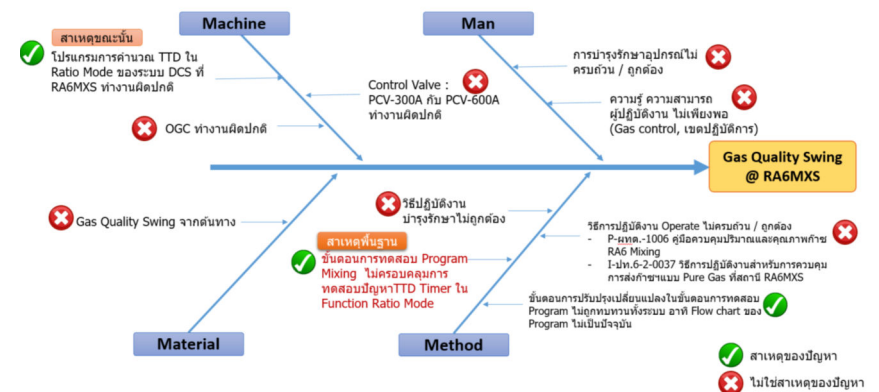 Machine
Man
สาเหตุขณะนั้น
โปรแกรมการคำนวณ TTD ใน
Ratio Mode ของระบบ DCS ที่
RA6MXS ทำงานผิดปกติ
Control Valve :
PCV-300A กับ PCV-600A
ทำงานผิดปกติ
OGC ทำงานผิดปกติ
การบำรุงรักษาอุปกรณ์ไม่
ครบถ้วน / ถูกต้อง
ความรู้ ความสามารถ
ผู้ปฏิบัติงาน ไม่เพียงพอ
(Gas control, เขตปฏิบัติการ)
Gas Quality Swing
@ RA6MXS
Gas Quality Swing จากต้นทาง
วิธีปฏิบัติงาน
บำรุงรักษาไม่ถูกต้อง
สาเหตุพื้นฐาน
ขั้นตอนการทดสอบ Program
Mixing ไม่ครอบคลุมการ
ทดสอบปัญหาTTD Timer ใน
Function Ratio Mode
วิธีการปฏิบัติงาน Operate ไม่ครบถ้วน / ถูกต้อง
- P-ผทต.-1006 คู่มือควบคุมปริมาณและคุณภาพก๊าซ
RA6 Mixing
- I-ปท.6-2-0037 วิธีการปฏิบัติงานสำหรับการควบคุม
การส่งก๊าซาแบบ Pure Gas ที่สถานี RA6MXS
ขั้นตอนการปรับปรุงเปลี่ยนแปลงในขั้นตอนการทดสอบ
Program ไม่ถูกทบทวนทั้งระบบ อาทิ Flow chart ของ
Program ไม่เป็นปัจจุบัน
Material
Method
สาเหตุของปัญหา
ไม่ใช่สาเหตุของปัญหา